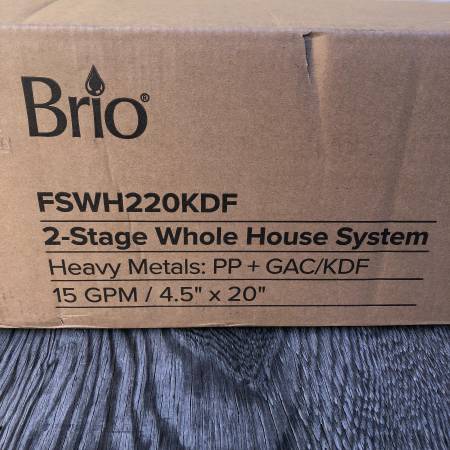 Brio®
FSWH220KDF
2-Stage Whole House System
Heavy Metals: PP + GAC/KDF
15 GPM / 4.5" x 20"